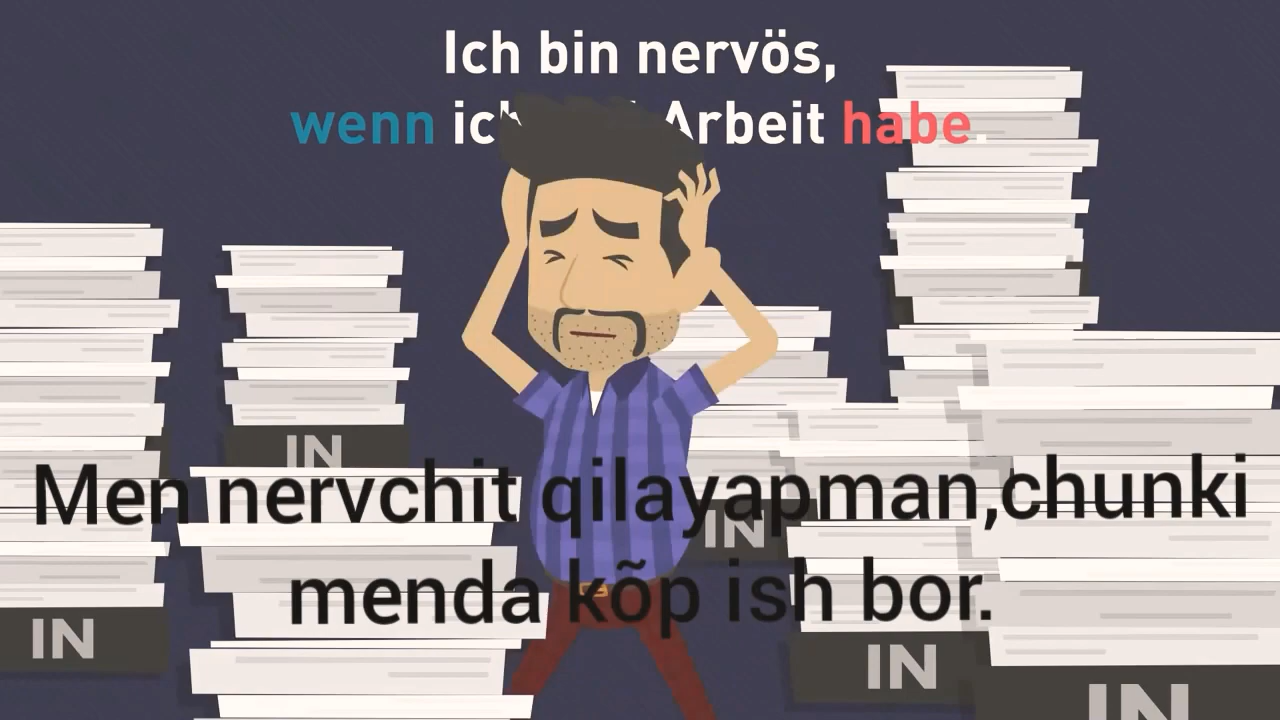 Ich bin nervös,
wenn ich Arbeit habe.
IN
Men nervchit qilayapman,chunki
IN
menda kõp ish bor.
IN
IN
IN